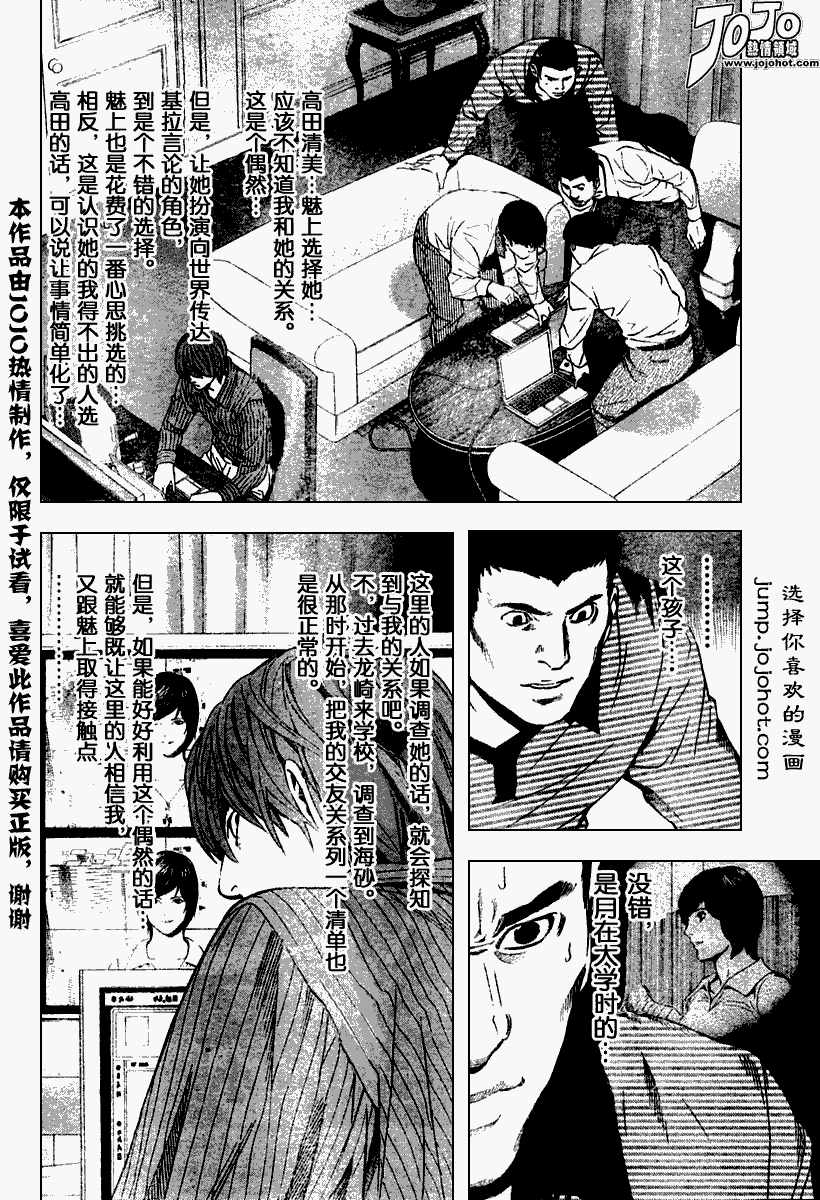 JOJO
热情领域
www.jojohot.com
高田清美…魅上选择她…
应该不知道我和她的关系。
这是个偶然…
但是，让她扮演向世界传达
基拉言论的角色，
到是个不错的选择。
魅上也是花费了一番心思挑选的…
相反，这是认识她的我得不出的人选
高田的话，可以说让事情简单化了…
…………
这个孩子……
没错，
是月在大学时的…
这里的人如果调查她的话，就会探知
到与我的关系吧。
不，过去龙崎来学校，调查到海砂。
从那时开始，把我的交友关系列一个清单也
是很正常的。
但是，如果能好好利用这个偶然的话…
就能够既让这里的人相信我，
又跟魅上取得接触点
…………
选择你喜欢的漫画
jump.jojohot.com
本作品由JOJO热情制作，仅限于试看，喜爱此作品请购买正版，谢谢